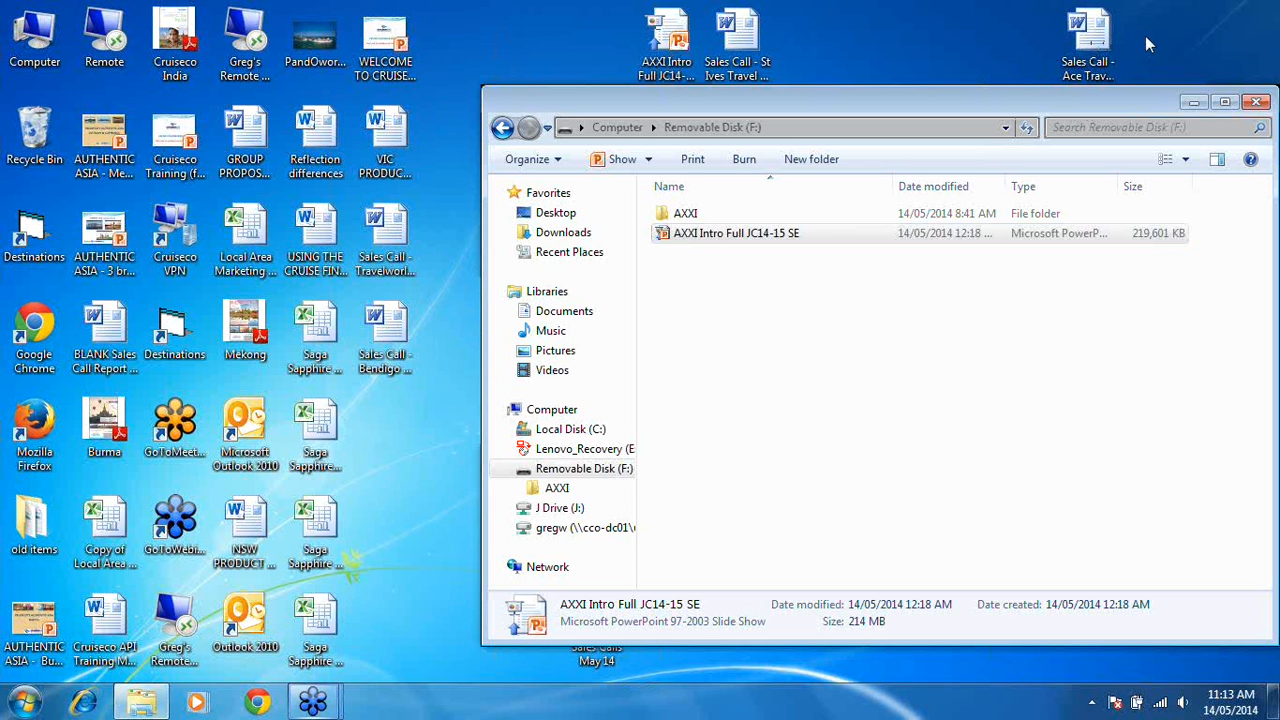 Computer
Remote
Cruiseco
India
Greg's
Remote ...
PandOwor...
WELCOME
TO CRUISE...
AXXI Intro
Full JC14-...
Sales Call - St
Ives Travel ...
Sales Call -
Ace Trav...
Recycle Bin
AUTHENTIC
ASIA - Me...
Cruiseco
Training (f...
GROUP
PROPOS...
Reflection
differences
VIC
PRODUC...
Destinations
AUTHENTIC
ASIA - 3 br...
Cruiseco
VPN
Local Area
Marketing ...
USING THE
CRUISE FIN...
Sales Call -
Travelworl...
Google
Chrome
BLANK Sales
Call Report ...
Destinations
Mekong
Saga
Sapphire ...
Sales Call -
Bendigo ...
Mozilla
Firefox
Burma
GoToMeet...
Microsoft
Outlook 2010
Saga
Sapphire ...
old items
Copy of
Local Area ...
GoToWebi...
NSW
PRODUCT ...
Saga
Sapphire ...
AUTHENTIC
ASIA - Bu...
Cruiseco API
Training M...
Greg's
Remote...
Outlook 2010
Saga
Sapphire ...
Computer Removable Disk (F:)
Search Removable Disk (F:)
Organize Show Print Burn New folder
Name Date modified Type Size
AXXI 14/05/2014 8:41 AM File folder
AXXI Intro Full JC14-15 SE 14/05/2014 12:18 ... Microsoft PowerP... 219,601 KB
Favorites
Desktop
Downloads
Recent Places
Libraries
Documents
Music
Pictures
Videos
Computer
Local Disk (C:)
Lenovo_Recovery (E
Removable Disk (F:)
AXXI
J Drive (J:)
gregw (\\cco-dc01\
Network
AXXI Intro Full JC14-15 SE Date modified: 14/05/2014 12:18 AM Date created: 14/05/2014 12:18 AM
Microsoft PowerPoint 97-2003 Slide Show Size: 214 MB
Sales Calls
May 14
11:13 AM
14/05/2014